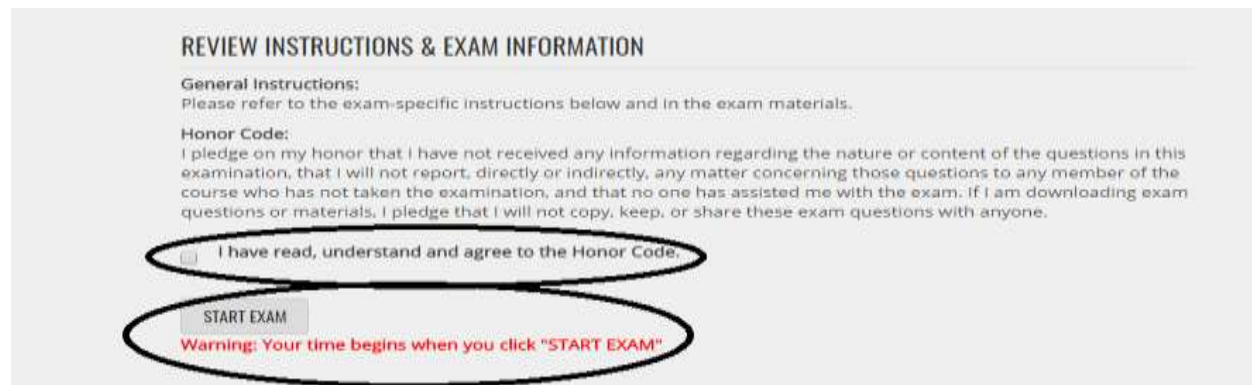 REVIEW INSTRUCTIONS & EXAM INFORMATION
General Instructions:
Please refer to the exam-specific instructions below and in the exam materials.
Honor Code:
I pledge on my honor that I have not received any information regarding the nature or content of the questions in this
examination, that I will not report, directly or indirectly, any matter concerning those questions to any member of the
course who has not taken the examination, and that no one has assisted me with the exam. If I am downloading exam
questions or materials, I pledge that I will not copy, keep, or share these exam questions with anyone.
I have read, understand and agree to the Honor Code.
START EXAM
Warning: Your time begins when you click "START EXAM"